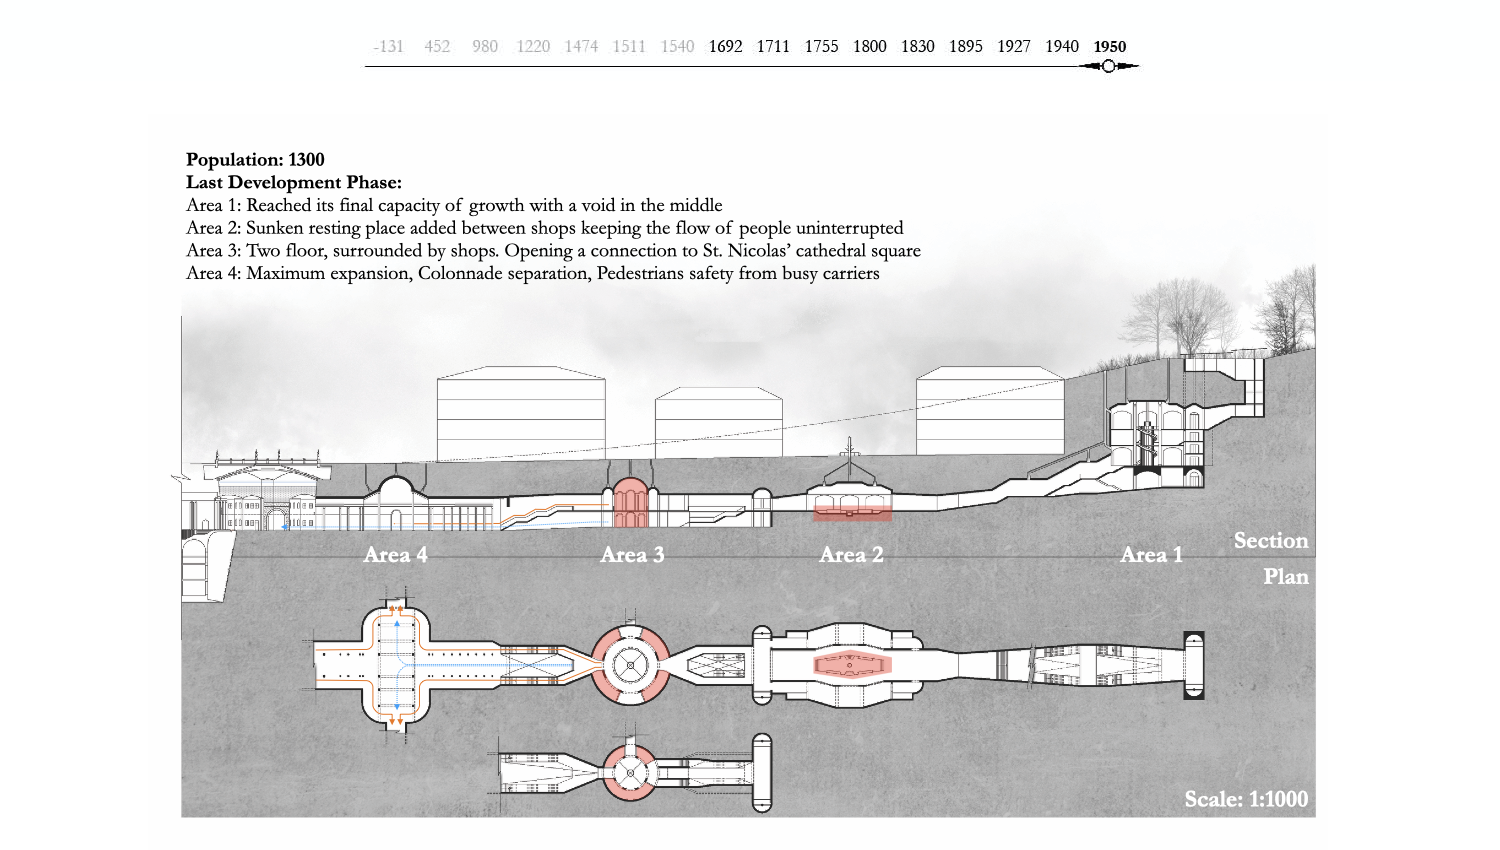 -131 452 980 1220 1474 1511 1540 1692 1711 1755 1800 1830 1895 1927 1940 1950
Population: 1300
Last Development Phase:
Area 1: Reached its final capacity of growth with a void in the middle
Area 2: Sunken resting place added between shops keeping the flow of people uninterrupted
Area 3: Two floor, surrounded by shops. Opening a connection to St. Nicolas’ cathedral square
Area 4: Maximum expansion, Colonnade separation, Pedestrians safety from busy carriers
Section
Area 4 Area 3 Area 2 Area 1
Plan
Scale: 1:1000